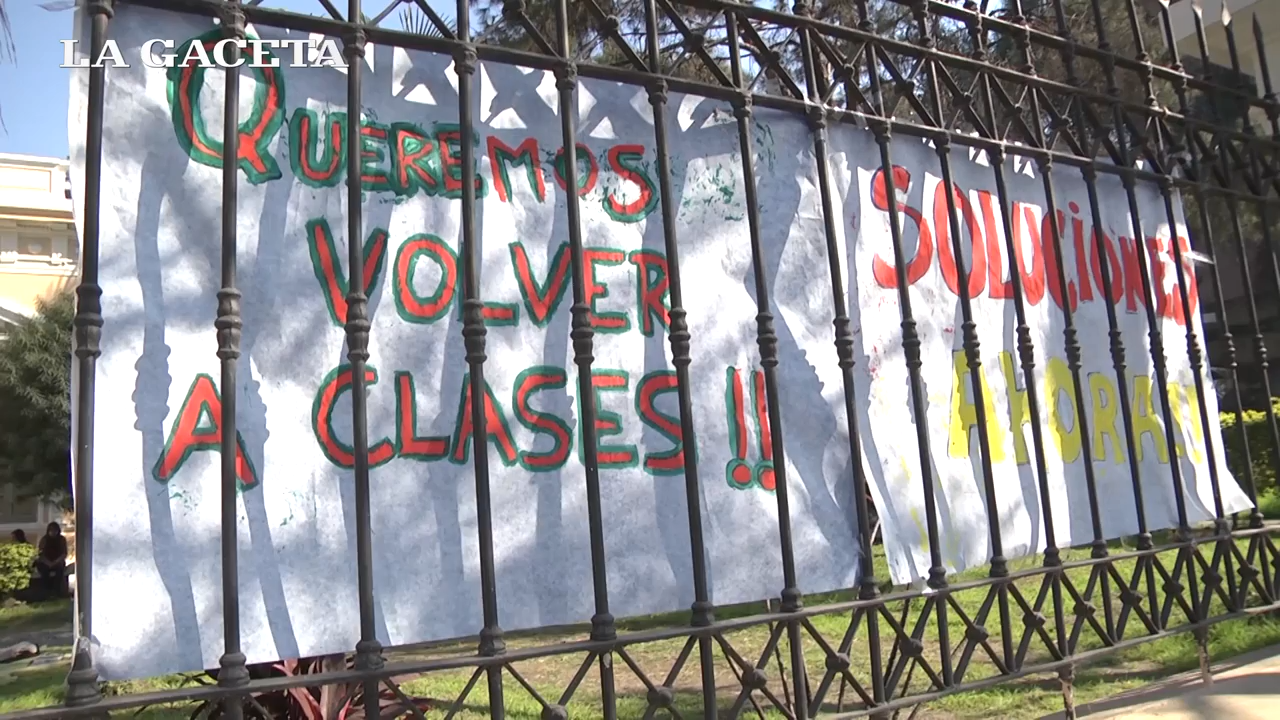 LA GACETA
QUEREMOS
VOLVER
A CLASES!!
SOLUCiONES
AHORA!!